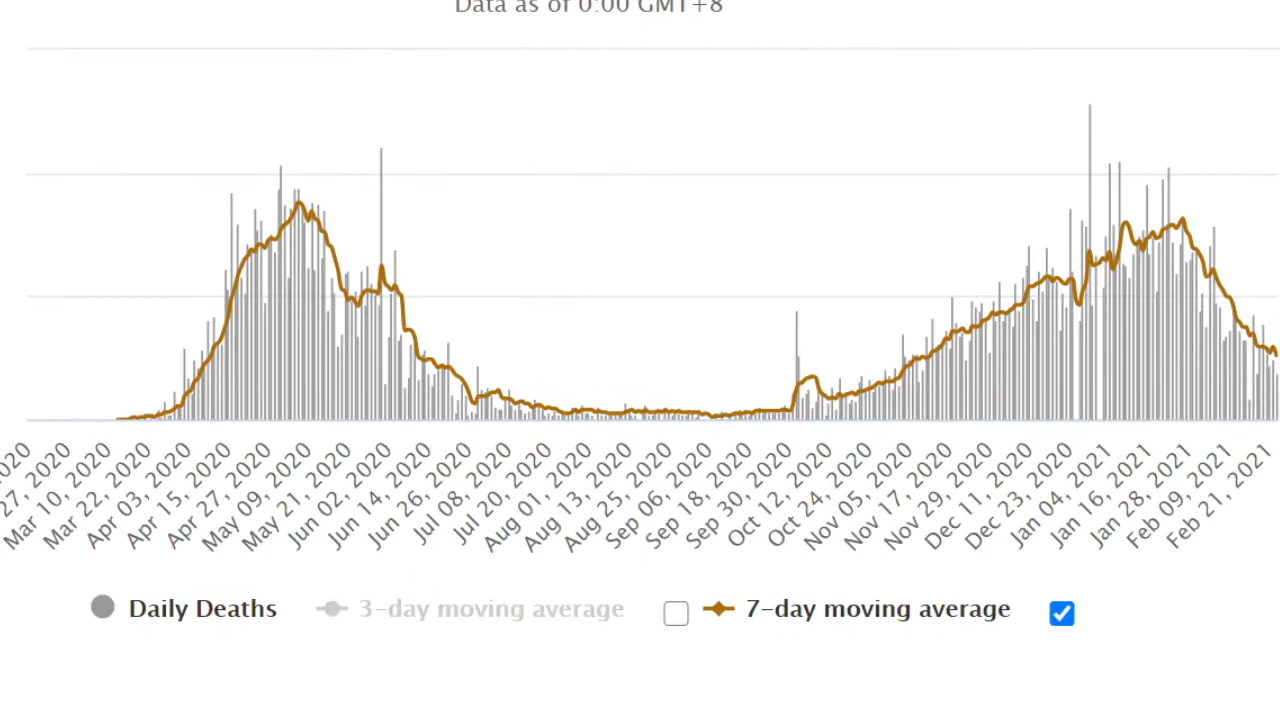 Data as of 0:00 GMT+8
27, 2020
Mar 10, 2020
Mar 22, 2020
Apr 03, 2020
Apr 15, 2020
Apr 27, 2020
May 09, 2020
May 21, 2020
Jun 02, 2020
Jun 14, 2020
Jun 26, 2020
Jul 08, 2020
Jul 20, 2020
Aug 01, 2020
Aug 13, 2020
Aug 25, 2020
Sep 06, 2020
Sep 18, 2020
Sep 30, 2020
Oct 12, 2020
Oct 24, 2020
Nov 05, 2020
Nov 17, 2020
Nov 29, 2020
Dec 11, 2020
Dec 23, 2020
Jan 04, 2021
Jan 16, 2021
Jan 28, 2021
Feb 09, 2021
Feb 21, 2021
Daily Deaths 3-day moving average 7-day moving average